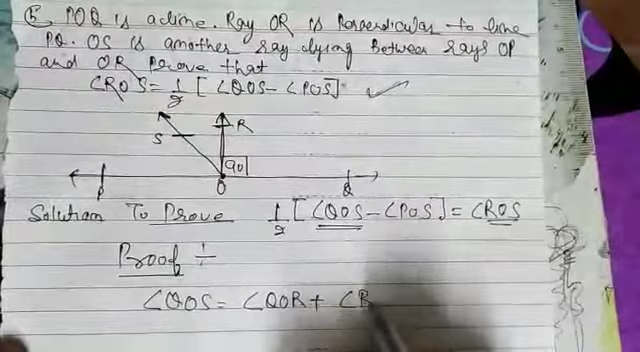 5) POQ is a line. Ray OR is Perpendicular to line
PQ. OS is another ray lying Between rays OP
and OR Prove that
∠ROS = 1/2 [∠QOS - ∠POS]
S R
90
P O Q
Solution To Prove 1/2 [∠QOS - ∠POS] = ∠ROS
Proof ÷
∠QOS = ∠QOR + ∠R